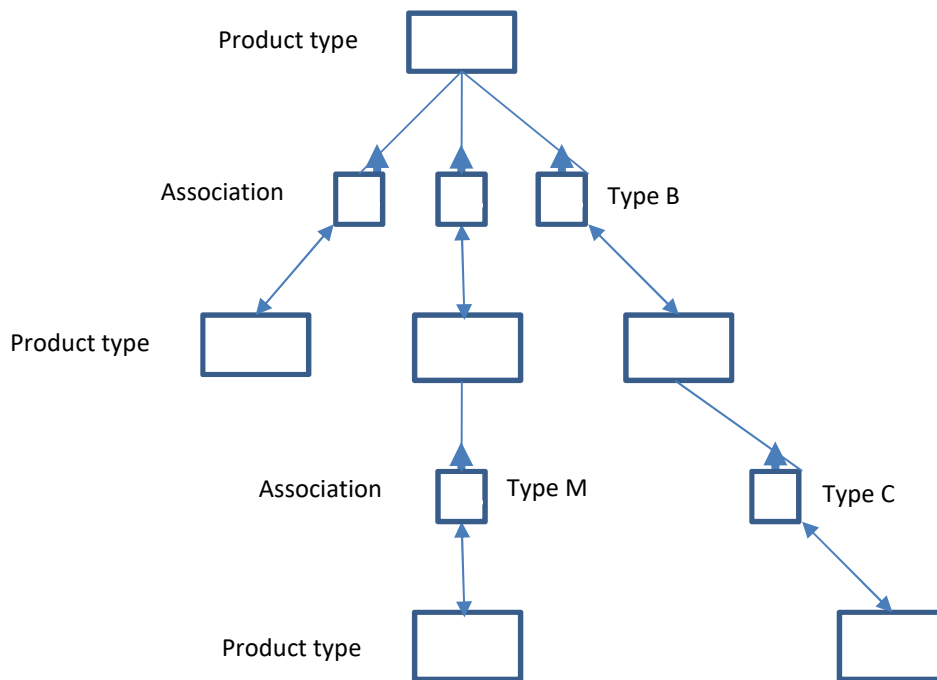 Product type
Association
Type B
Product type
Association
Type M
Type C
Product type